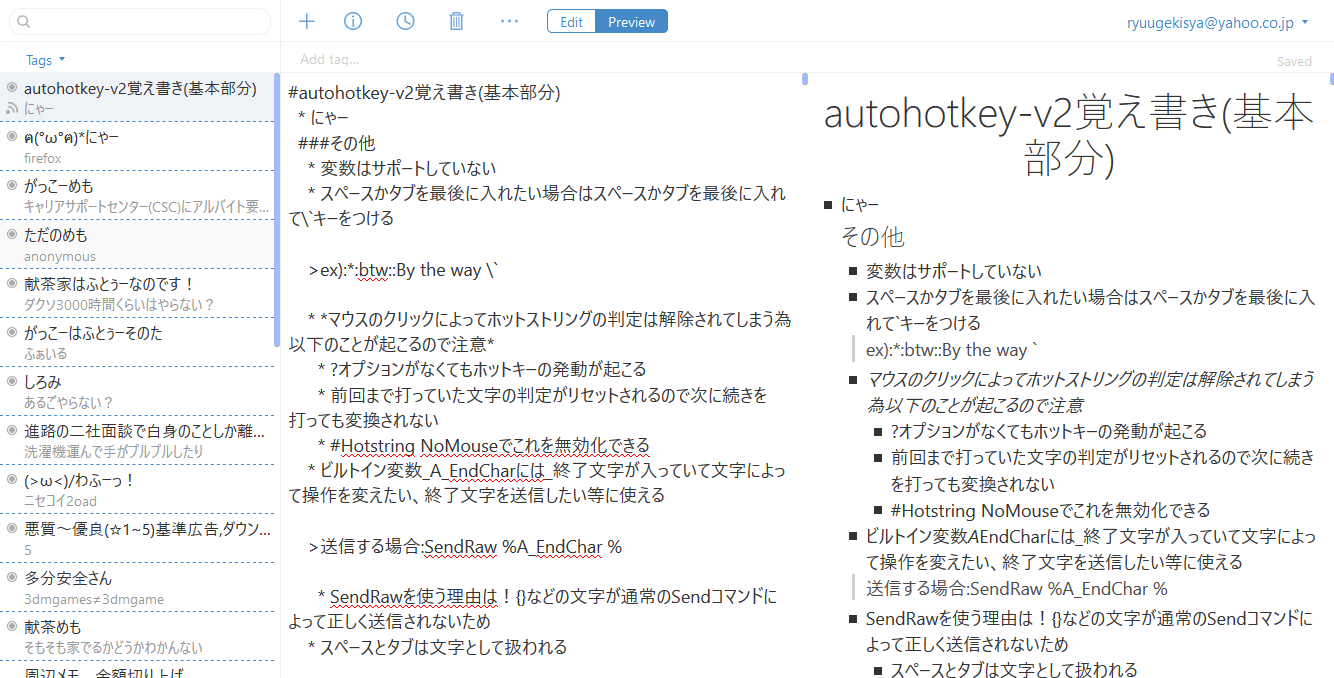 Edit
Preview
ryuugekisya@yahoo.co.jp
Tags
Add tag...
Saved
autohotkey-v2覚え書き(基本部分)
にゃー
ฅ(°ω°ฅ)*にゃー
firefox
がっこーめも
キャリアサポートセンター(CSC)にアルバイト要...
ただのめも
anonymous
献茶家はふとぅーなのです！
ダクソ3000時間くらいはやらない？
がっこーはふとぅーそのた
ふぁいる
しろみ
あるごやらない？
進路の二社面談で白身のことしか離...
洗濯機運んで手がプルプルしたり
(>ω<)/わふーっ！
ニセコイ2oad
悪質～優良(☆1~5)基準広告,ダウン...
5
多分安全さん
3dmgames≠3dmgame
献茶めも
そもそも家でるかどうかわかんない
周辺メモ　金額切り上げ
#autohotkey-v2覚え書き(基本部分)
* にゃー
###その他
* 変数はサポートしていない
* スペースかタブを最後に入れたい場合はスペースかタブを最後に入れ
て\`キーをつける
>ex):*:btw::By the way \`
* *マウスのクリックによってホットストリングの判定は解除されてしまう為
以下のことが起こるので注意*
* ?オプションがなくてもホットキーの発動が起こる
* 前回まで打っていた文字の判定がリセットされるので次に続きを
打っても変換されない
* #Hotstring NoMouseでこれを無効化できる
* ビルトイン変数_A_EndCharには_終了文字が入っていて文字によっ
て操作を変えたい、終了文字を送信したい等に使える
>送信する場合:SendRaw %A_EndChar %
* SendRawを使う理由は！{}などの文字が通常のSendコマンドに
よって正しく送信されないため
* スペースとタブは文字として扱われる
autohotkey-v2覚え書き(基本
部分)
■ にゃー
その他
■ 変数はサポートしていない
■ スペースかタブを最後に入れたい場合はスペースかタブを最後に入
れて`キーをつける
ex):*:btw::By the way `
■ マウスのクリックによってホットストリングの判定は解除されてしまう
為以下のことが起こるので注意
■ ?オプションがなくてもホットキーの発動が起こる
■ 前回まで打っていた文字の判定がリセットされるので次に続き
を打っても変換されない
■ #Hotstring NoMouseでこれを無効化できる
■ ビルトイン変数AEndCharには_終了文字が入っていて文字によっ
て操作を変えたい、終了文字を送信したい等に使える
送信する場合:SendRaw %A_EndChar %
■ SendRawを使う理由は！{}などの文字が通常のSendコマンドに
よって正しく送信されないため
■ スペースとタブは文字として扱われる